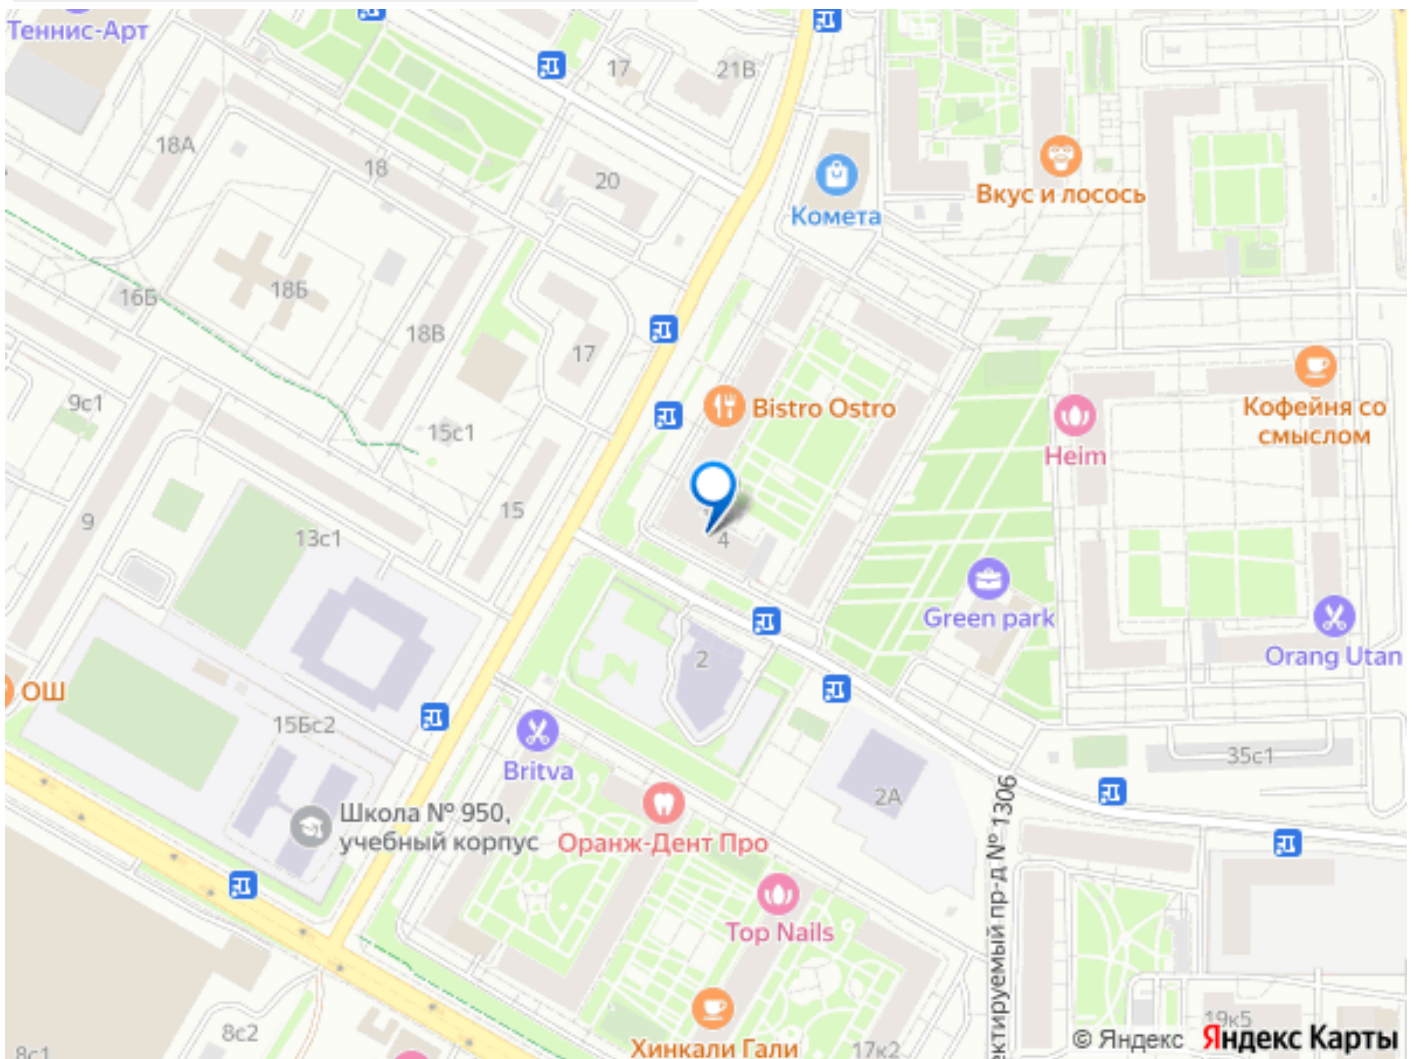 Теннис-Арт
17
21В
18А
18
20
Комета
Вкус и лосось
16Б
18Б
18В
17
9с1
15с1
Bistro Ostro
Heim
Кофейня со
смыслом
9
13с1
15
4
Green park
2
Orang Utan
ОШ
15Бс2
Britva
35с1
2А
Школа № 950,
учебный корпус
Оранж-Дент Про
ектируемый пр-д № 1306
Top Nails
8с2
8с1
Хинкали Гали
17к2
19к5
© Яндекс Яндекс Карты